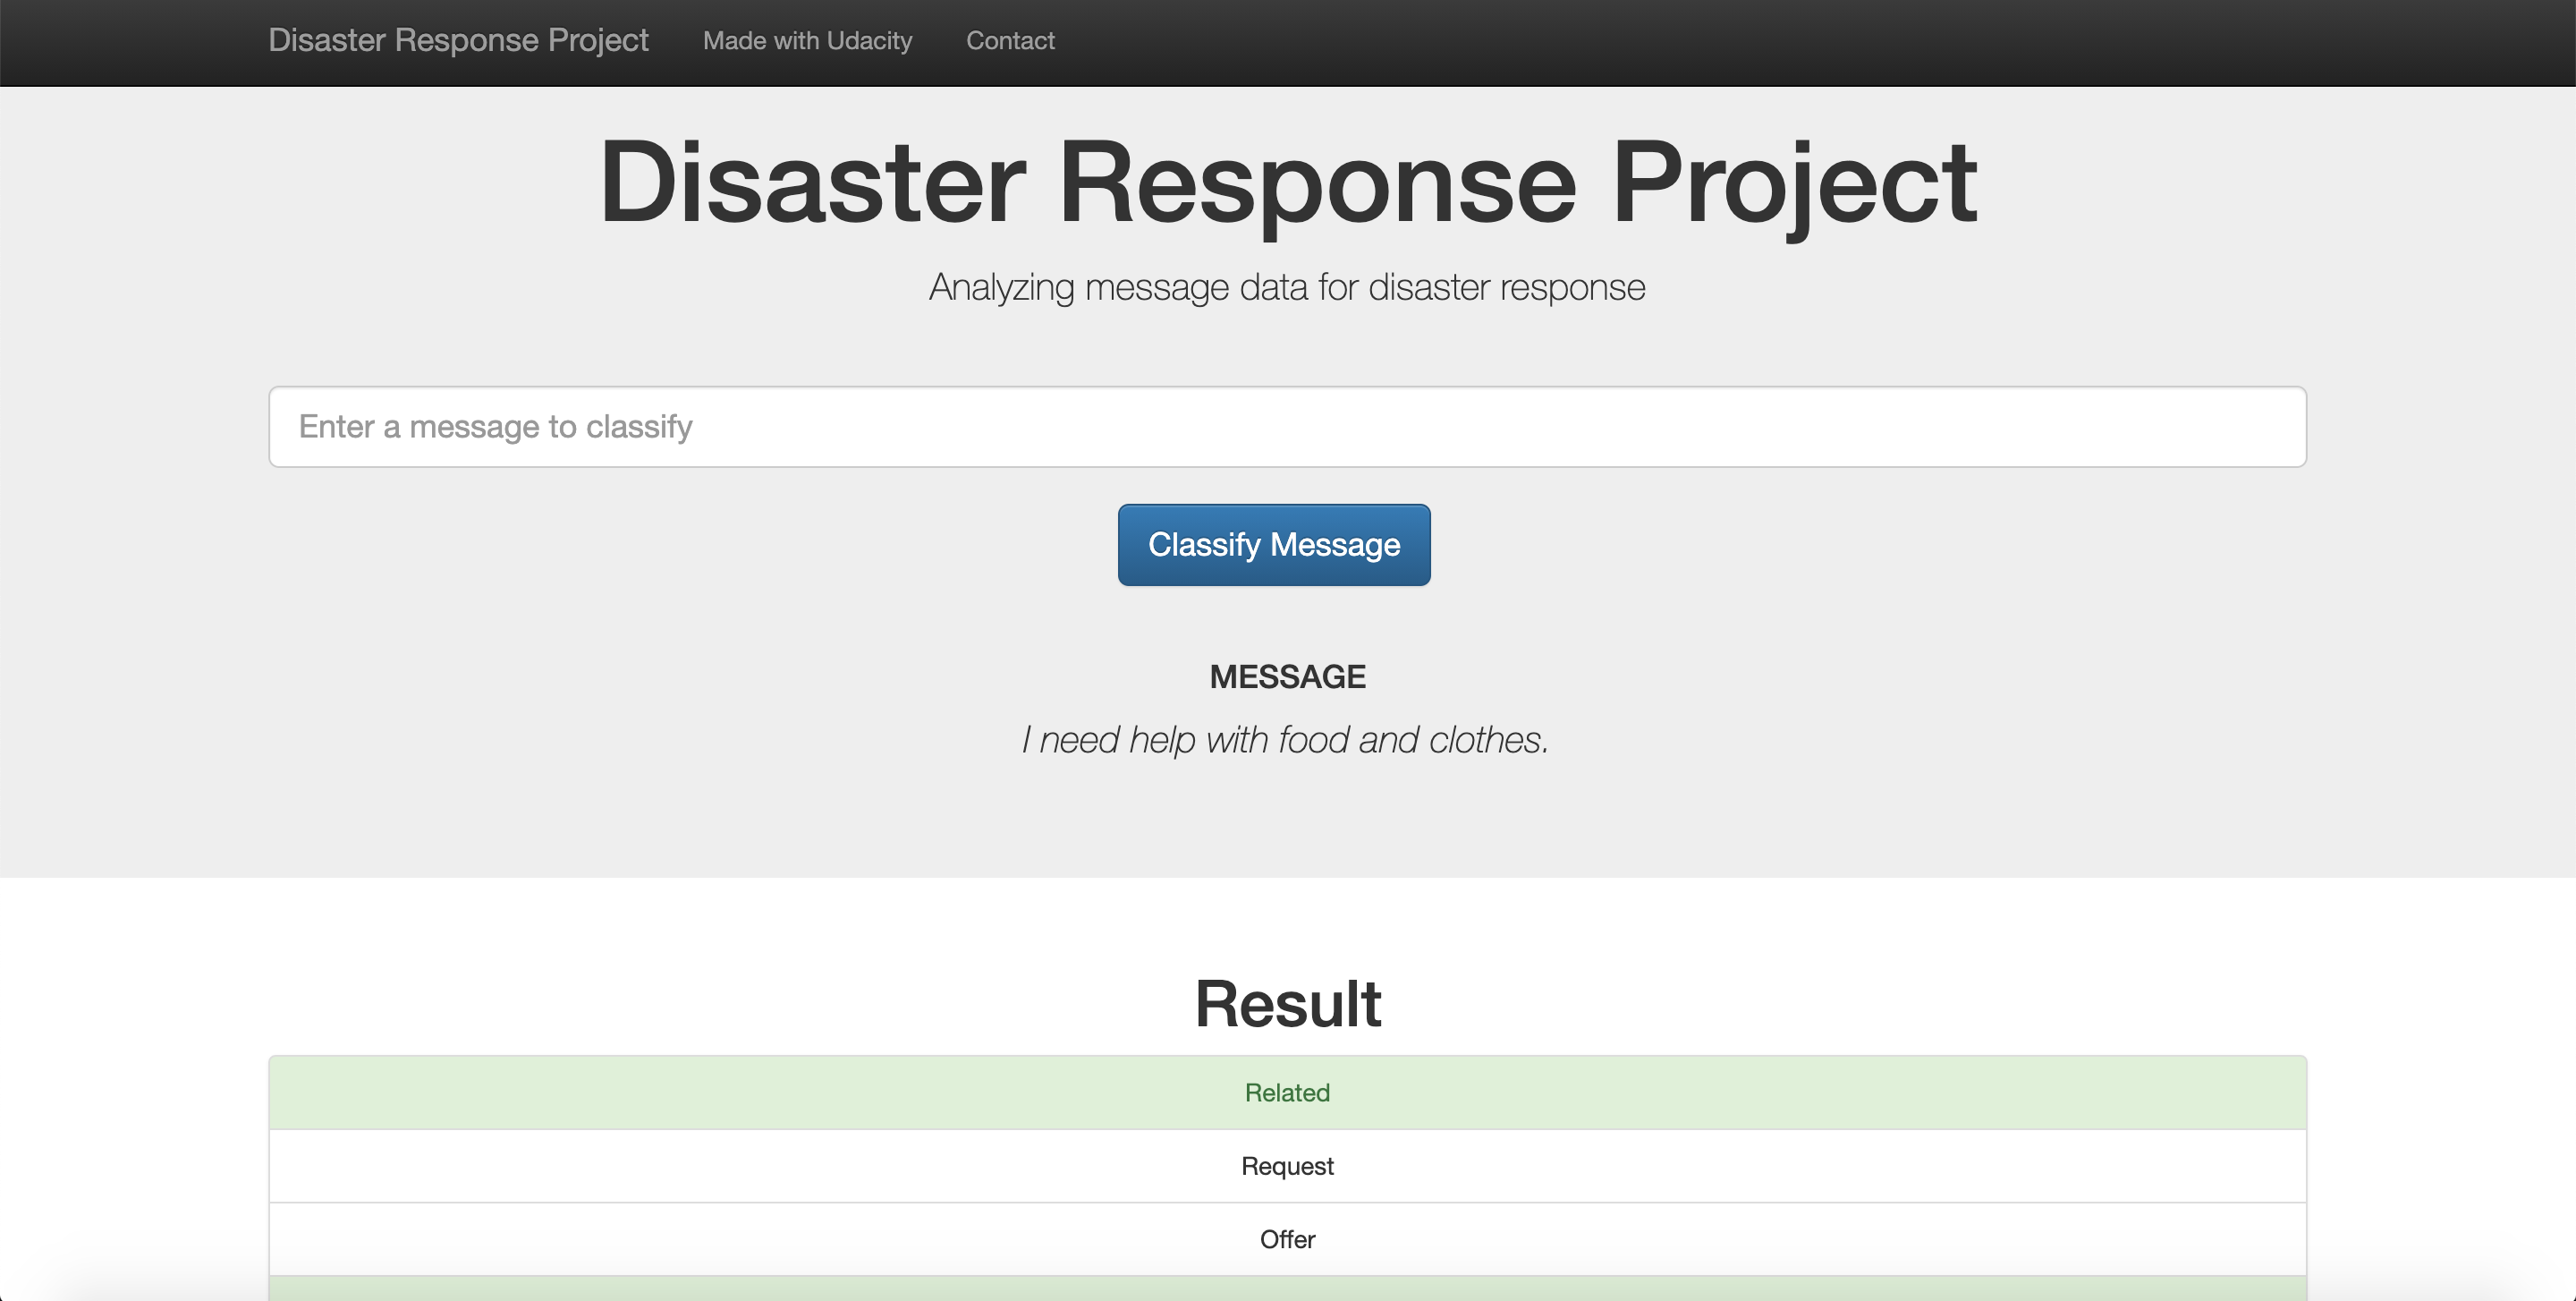 Disaster Response Project Made with Udacity Contact
Disaster Response Project
Analyzing message data for disaster response
Enter a message to classify
Classify Message
MESSAGE
I need help with food and clothes.
Result
Related
Request
Offer